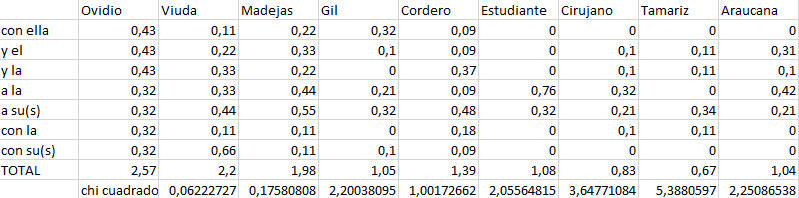 Ovidio Viuda Madejas Gil Cordero Estudiante Cirujano Tamariz Araucana
con ella 0,43 0,11 0,22 0,32 0,09 0 0 0 0
y el 0,43 0,22 0,33 0,1 0,09 0 0,1 0,11 0,31
y la 0,43 0,33 0,22 0 0,37 0 0,1 0,11 0,1
a la 0,32 0,33 0,44 0,21 0,09 0,76 0,32 0 0,42
a su(s) 0,32 0,44 0,55 0,32 0,48 0,32 0,21 0,34 0,21
con la 0,32 0,11 0,11 0 0,18 0 0,1 0,11 0
con su(s) 0,32 0,66 0,11 0,1 0,09 0 0 0 0
TOTAL 2,57 2,2 1,98 1,05 1,39 1,08 0,83 0,67 1,04
chi cuadrado 0,06222727 0,17580808 2,20038095 1,00172662 2,05564815 3,64771084 5,3880597 2,25086538